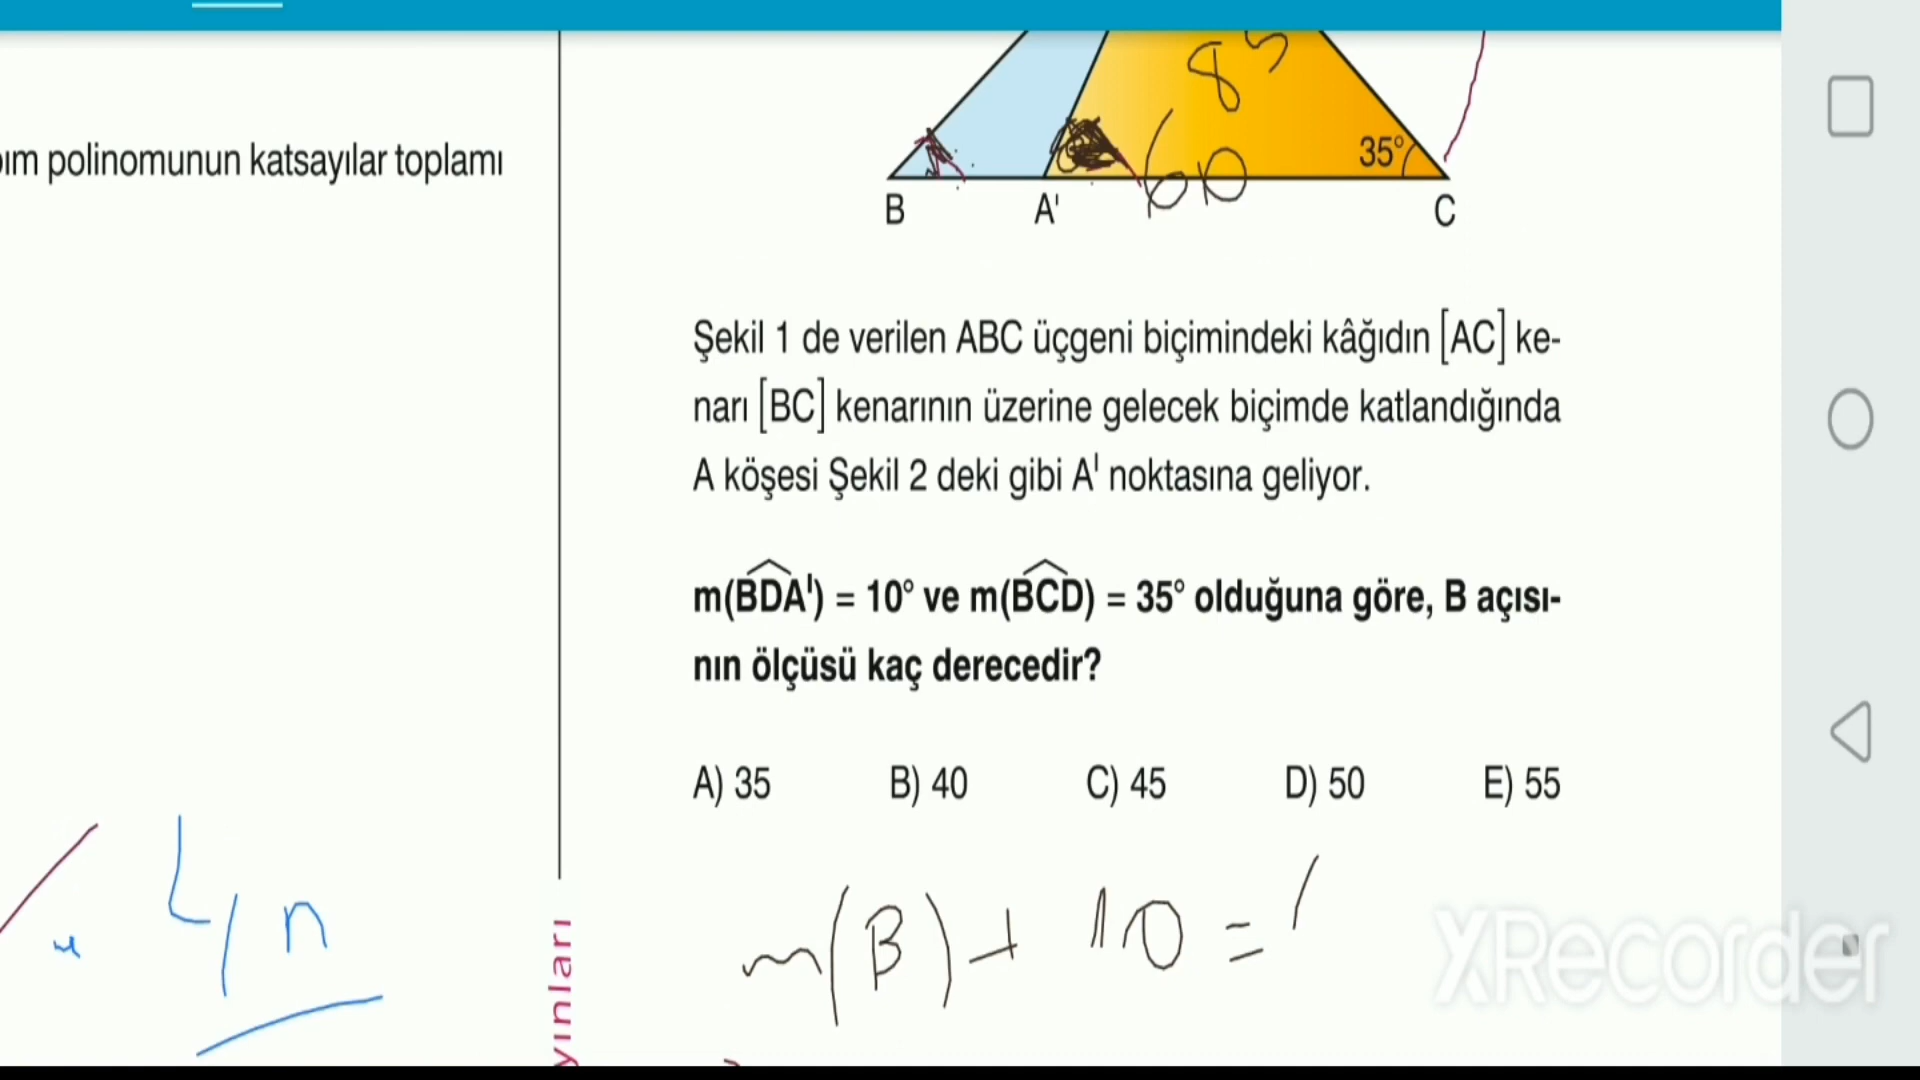 85
35°
60
B A' C
ım polinomunun katsayılar toplamı
Şekil 1 de verilen ABC üçgeni biçimindeki kâğıdın [AC] ke-
narı [BC] kenarının üzerine gelecek biçimde katlandığında
A köşesi Şekil 2 deki gibi A' noktasına geliyor.
m(BDA') = 10° ve m(BCD) = 35° olduğuna göre, B açısı-
nın ölçüsü kaç derecedir?
A) 35 B) 40 C) 45 D) 50 E) 55
m(B) + 10 =
n
yınları
XRecorder